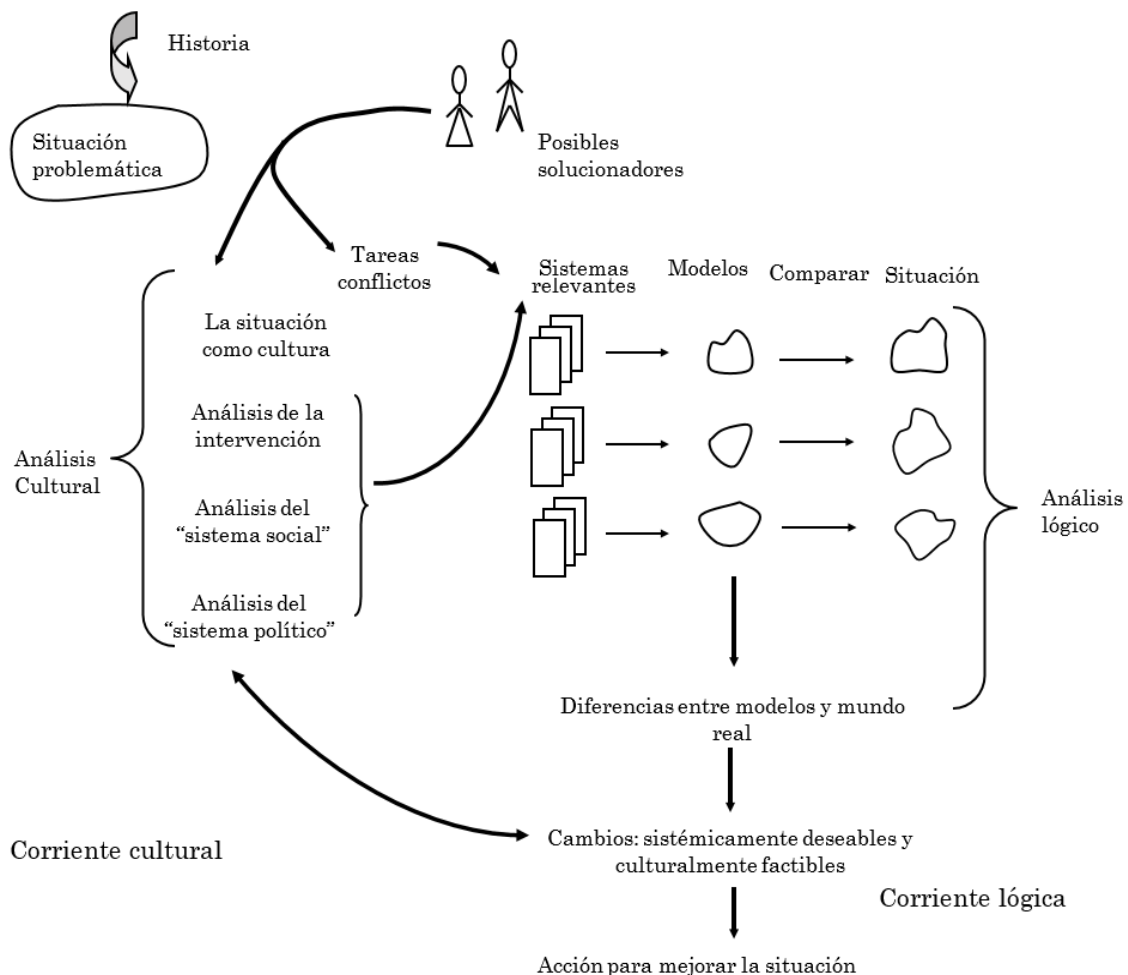 Historia
Situación
problemática
Posibles
solucionadores
Tareas
conflictos
Sistemas
relevantes
Modelos
Comparar
Situación
La situación
como cultura
Análisis de la
intervención
Análisis
Cultural
Análisis del
“sistema social”
Análisis del
“sistema político”
Análisis
lógico
Diferencias entre modelos y mundo
real
Cambios: sistémicamente deseables y
culturalmente factibles
Corriente cultural
Corriente lógica
Acción para mejorar la situación